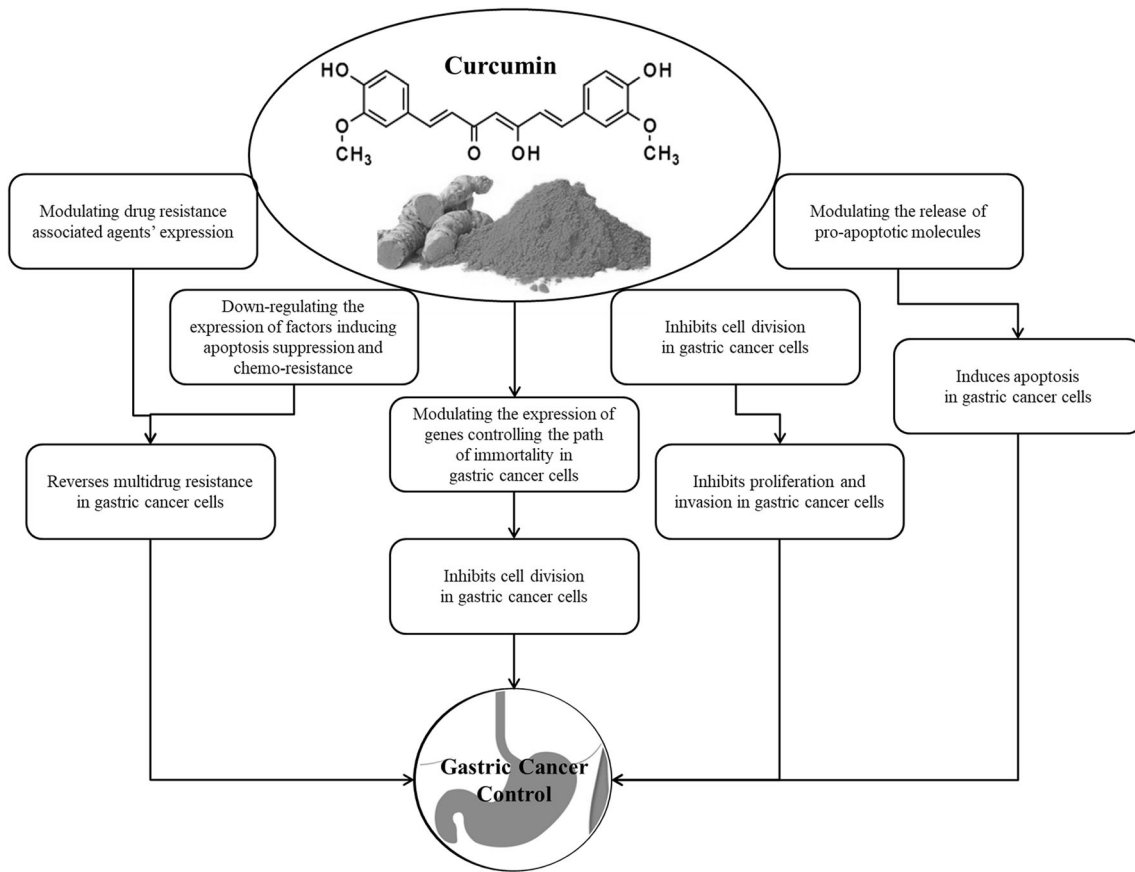 Curcumin
HO
OH
O
CH3
O
OH
O
CH3
Modulating drug resistance
associated agents’ expression
Modulating the release of
pro-apoptotic molecules
Down-regulating the
expression of factors inducing
apoptosis suppression and
chemo-resistance
Inhibits cell division
in gastric cancer cells
Induces apoptosis
in gastric cancer cells
Modulating the expression of
genes controlling the path
of immortality in
gastric cancer cells
Reverses multidrug resistance
in gastric cancer cells
Inhibits proliferation and
invasion in gastric cancer cells
Inhibits cell division
in gastric cancer cells
Gastric Cancer
Control